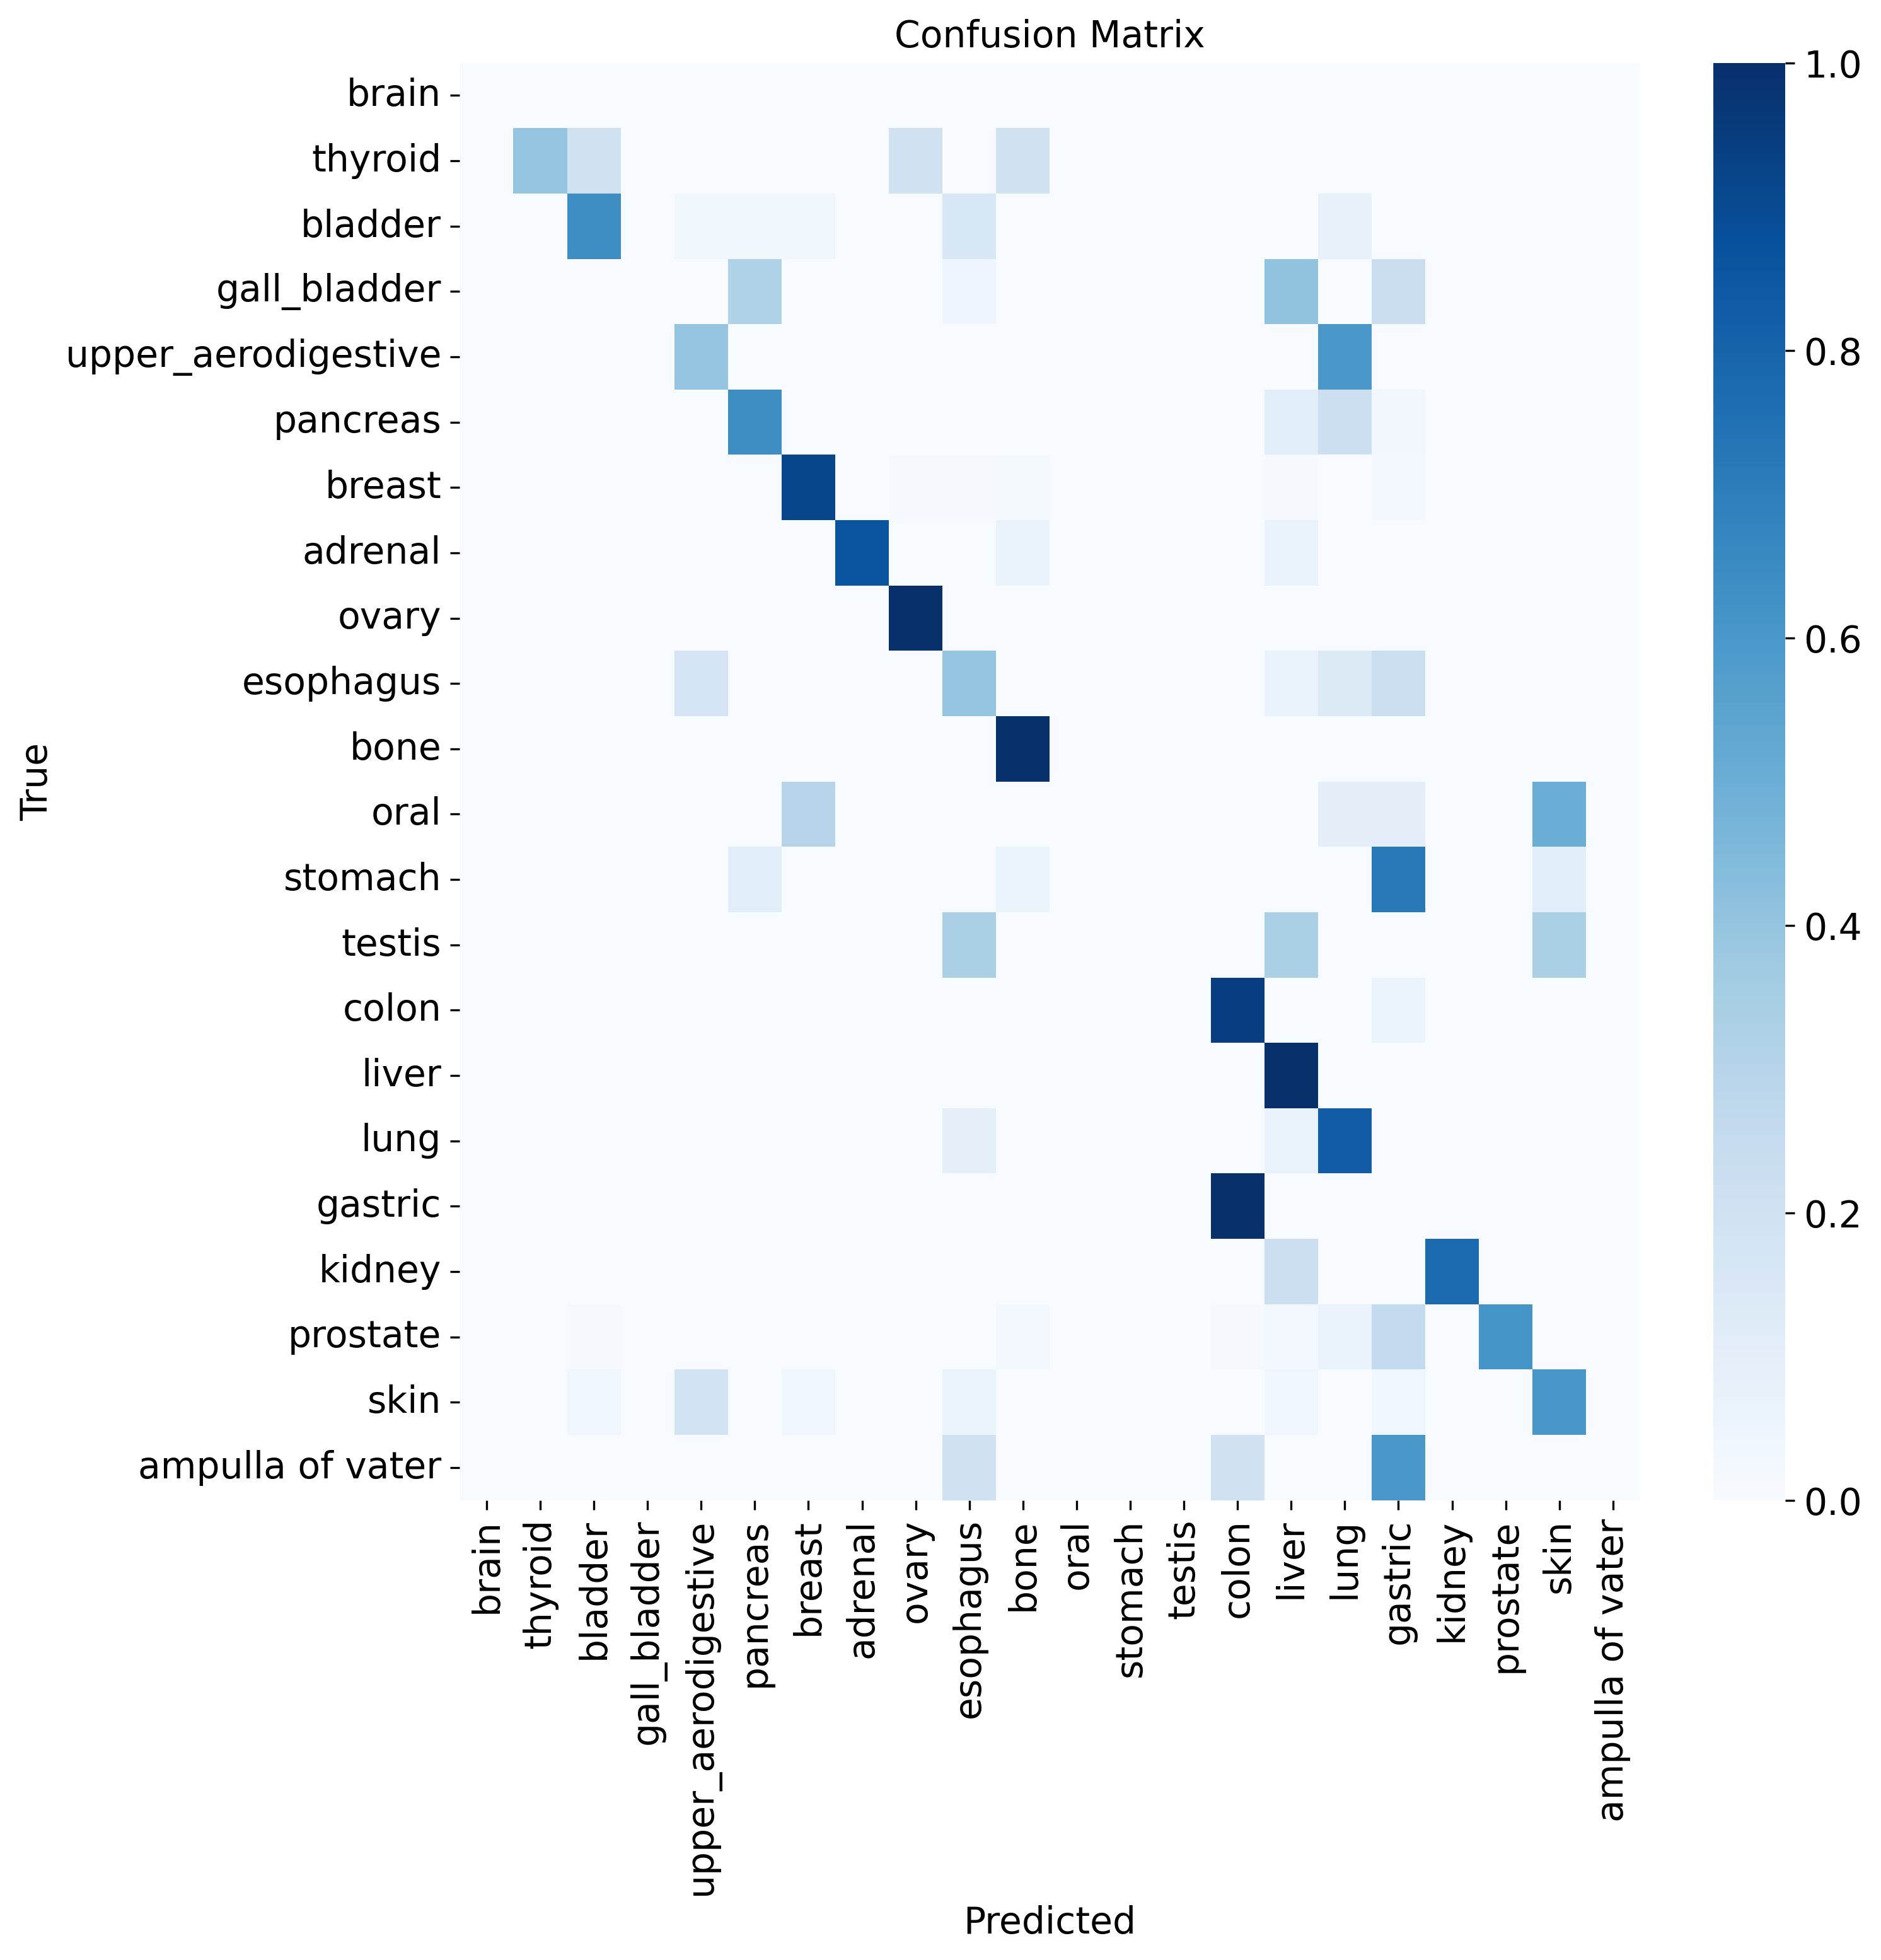 Confusion Matrix
True
brain
thyroid
bladder
gall_bladder
upper_aerodigestive
pancreas
breast
adrenal
ovary
esophagus
bone
oral
stomach
testis
colon
liver
lung
gastric
kidney
prostate
skin
ampulla of vater
brain
thyroid
bladder
gall_bladder
upper_aerodigestive
pancreas
breast
adrenal
ovary
esophagus
bone
oral
stomach
testis
colon
liver
lung
gastric
kidney
prostate
skin
ampulla of vater
Predicted
1.0
0.8
0.6
0.4
0.2
0.0